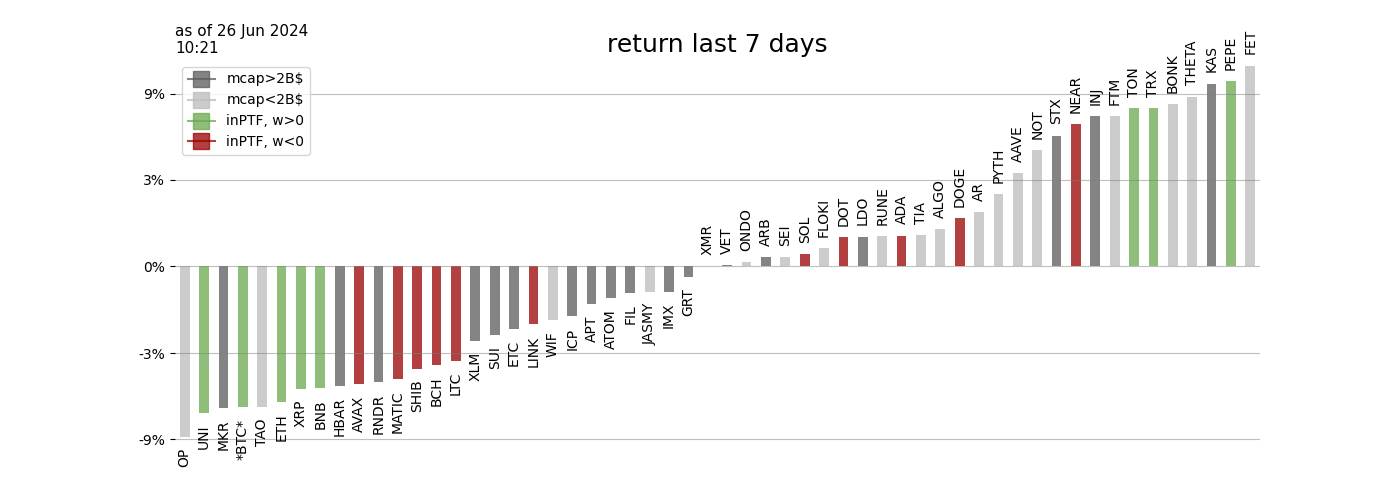 as of 26 Jun 2024
10:21
return last 7 days
mcap>2B$
mcap<2B$
inPTF, w>0
inPTF, w<0
9%
3%
0%
-3%
-9%
OP
UNI
MKR
*BTC*
TAO
ETH
XRP
BNB
HBAR
AVAX
RNDR
MATIC
SHIB
BCH
LTC
XLM
SUI
ETC
LINK
WIF
ICP
APT
ATOM
FIL
JASMY
IMX
GRT
XMR
VET
ONDO
ARB
SEI
SOL
FLOKI
DOT
LDO
RUNE
ADA
TIA
ALGO
DOGE
AR
PYTH
AAVE
NOT
STX
NEAR
INJ
FTM
TON
TRX
BONK
THETA
KAS
PEPE
FET